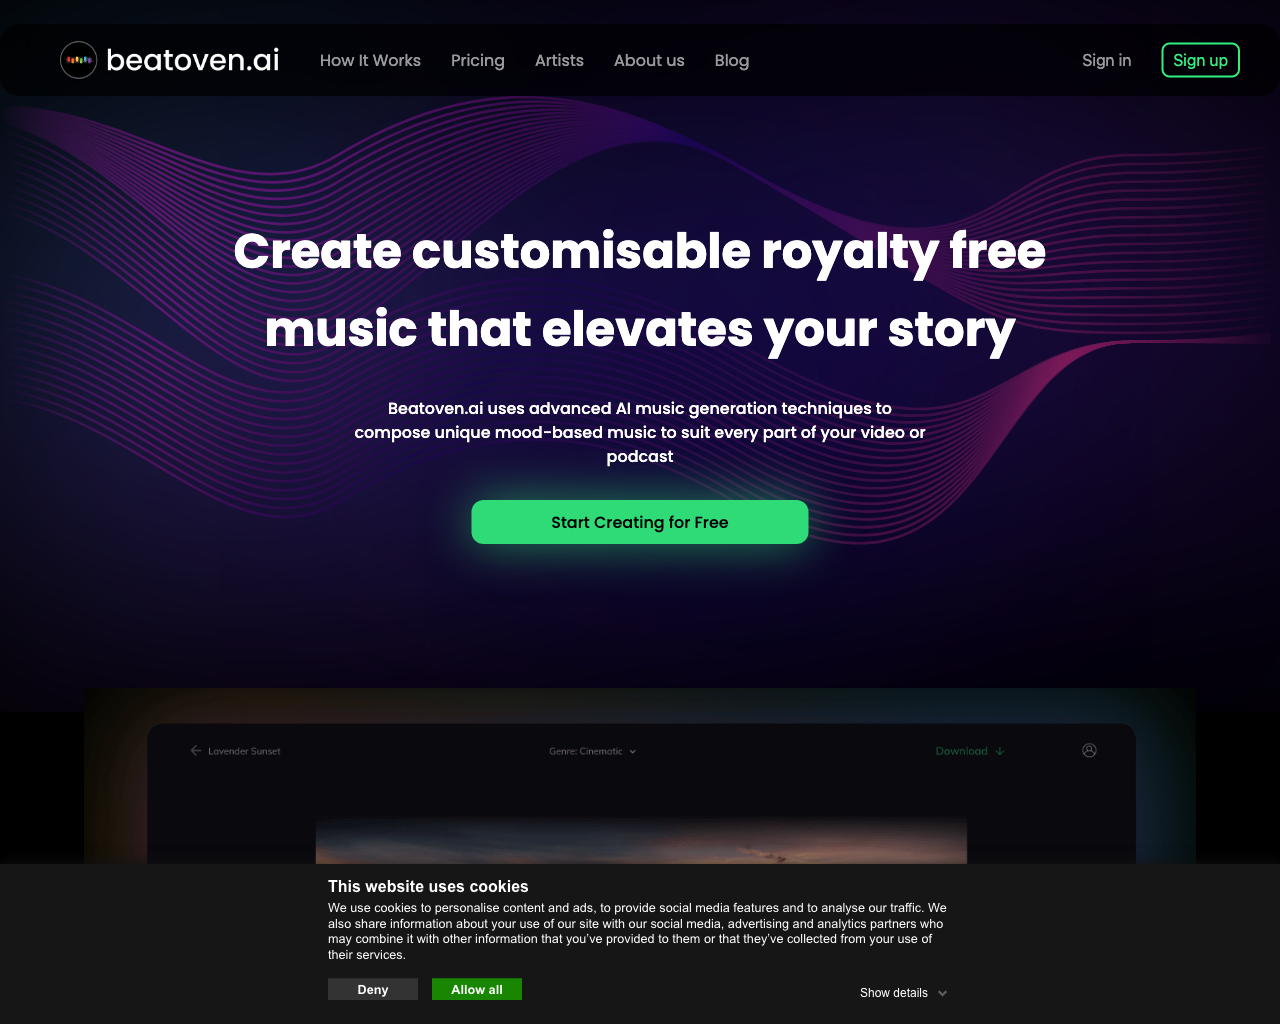 beatoven.ai
How It Works
Pricing
Artists
About us
Blog
Sign in
Sign up
Create customisable royalty free
music that elevates your story
Beatoven.ai uses advanced AI music generation techniques to
compose unique mood-based music to suit every part of your video or
podcast
Start Creating for Free
Lavender Sunset
Genre: Cinematic
Download
This website uses cookies
We use cookies to personalise content and ads, to provide social media features and to analyse our traffic. We
also share information about your use of our site with our social media, advertising and analytics partners who
may combine it with other information that you've provided to them or that they've collected from your use of
their services.
Deny
Allow all
Show details